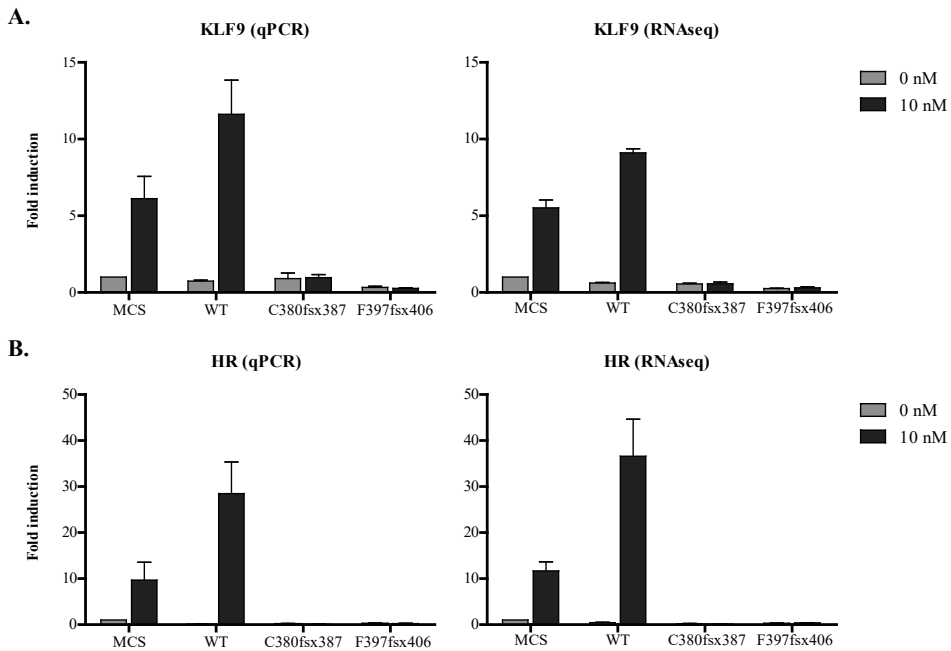 A.
KLF9 (qPCR)
KLF9 (RNAseq)
Fold induction
15
10
5
0
MCS WT C380fsx387 F397fsx406
15
10
5
0
MCS WT C380fsx387 F397fsx406
0 nM
10 nM
B.
HR (qPCR)
HR (RNAseq)
Fold induction
50
40
30
20
10
0
MCS WT C380fsx387 F397fsx406
50
40
30
20
10
0
MCS WT C380fsx387 F397fsx406
0 nM
10 nM